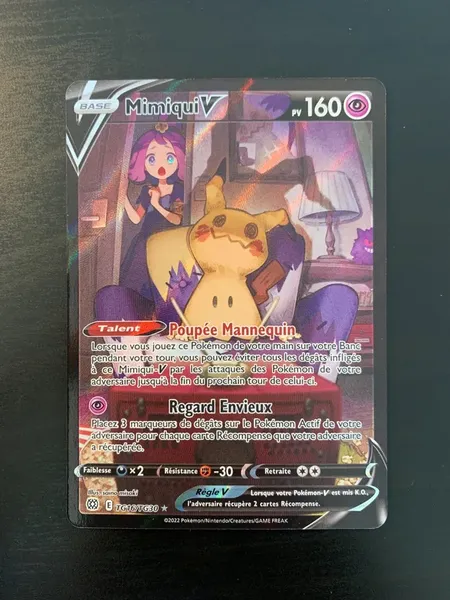 BASE MimiquiV PV 160
Talent Poupée Mannequin
Lorsque vous jouez ce Pokémon de votre main sur votre Banc
pendant votre tour, vous pouvez éviter tous les dégâts infligés
à ce Mimiqui-V par les attaques des Pokémon de votre
adversaire jusqu'à la fin du prochain tour de celui-ci.
Regard Envieux
Placez 3 marqueurs de dégâts sur le Pokémon Actif de votre
adversaire pour chaque carte Récompense que votre adversaire
a récupérée.
Faiblesse ×2 Résistance -30 Retraite
Illus. saino misaki
Règle V Lorsque votre Pokémon-V est mis K.O.,
l'adversaire récupère 2 cartes Récompense.
E TG16/TG30 ★
©2022 Pokémon/Nintendo/Creatures/GAME FREAK